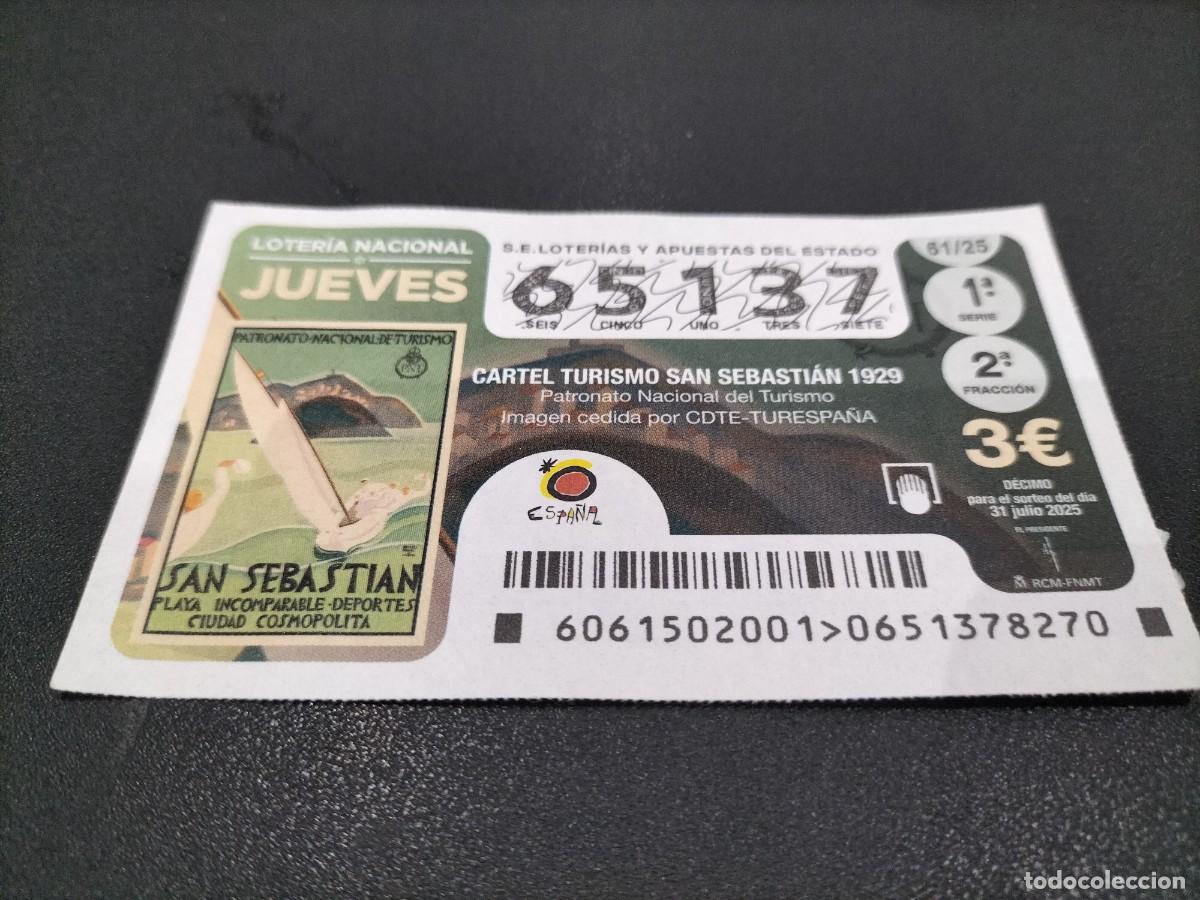 LOTERÍA NACIONAL
JUEVES
PATRONATO·NACIONAL·DE·TURISMO
SAN SEBASTIAN
PLAYA INCOMPARABLE·DEPORTES
CIUDAD COSMOPOLITA
S.E.LOTERÍAS Y APUESTAS DEL ESTADO
65137
SEIS CINCO UNO TRES SIETE
CARTEL TURISMO SAN SEBASTIÁN 1929
Patronato Nacional del Turismo
Imagen cedida por CDTE-TURESPAÑA
ESPAÑA
61/25
1ª
SERIE
2ª
FRACCIÓN
3€
DÉCIMO
para el sorteo del día
31 julio 2025
EL PRESIDENTE
RCM-FNMT
6061502001>0651378270
todocoleccion